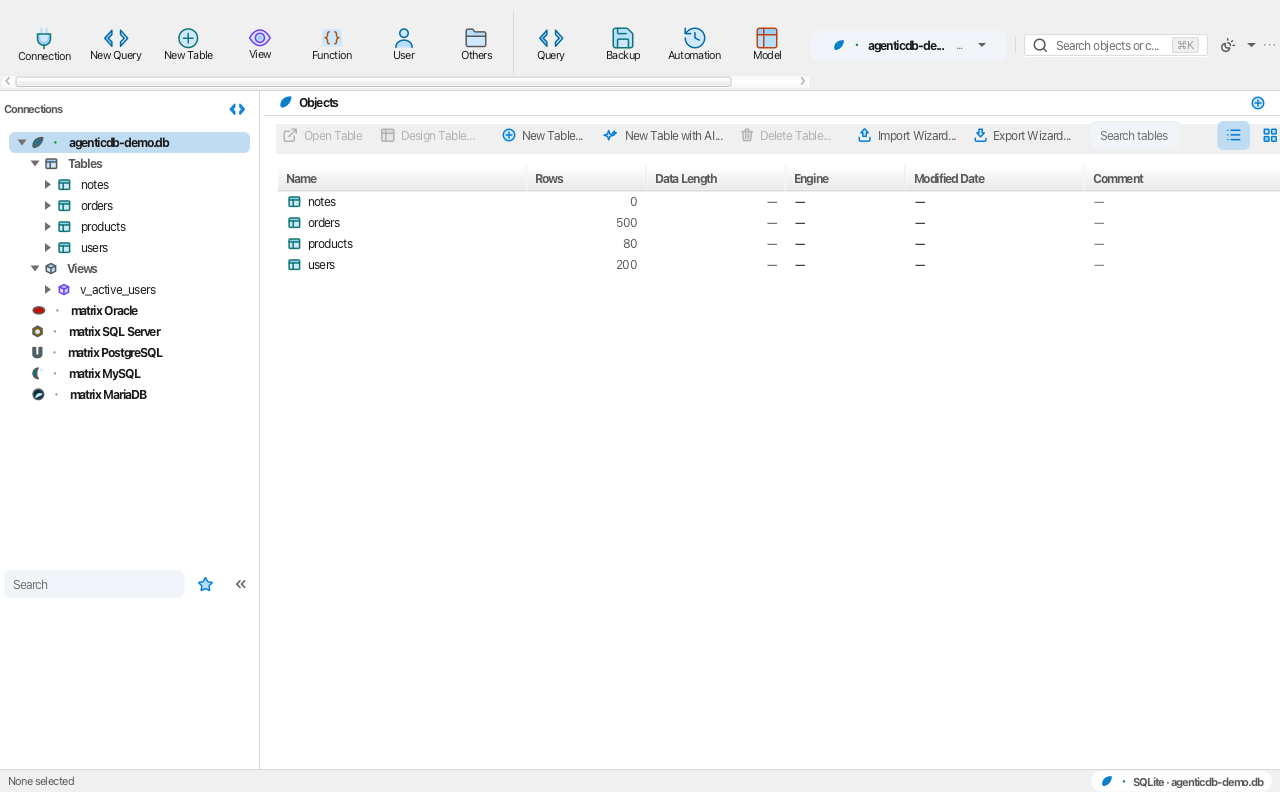 Connection
New Query
New Table
View
Function
User
Others
Query
Backup
Automation
Model
agenticdb-de... ...
Search objects or c... ⌘K
Connections
Objects
agenticdb-demo.db
Tables
notes
orders
products
users
Views
v_active_users
matrix Oracle
matrix SQL Server
matrix PostgreSQL
matrix MySQL
matrix MariaDB
Search
Open Table
Design Table...
New Table...
New Table with AI...
Delete Table...
Import Wizard...
Export Wizard...
Search tables
Name Rows Data Length Engine Modified Date Comment
notes 0 — — — —
orders 500 — — — —
products 80 — — — —
users 200 — — — —
None selected
SQLite · agenticdb-demo.db